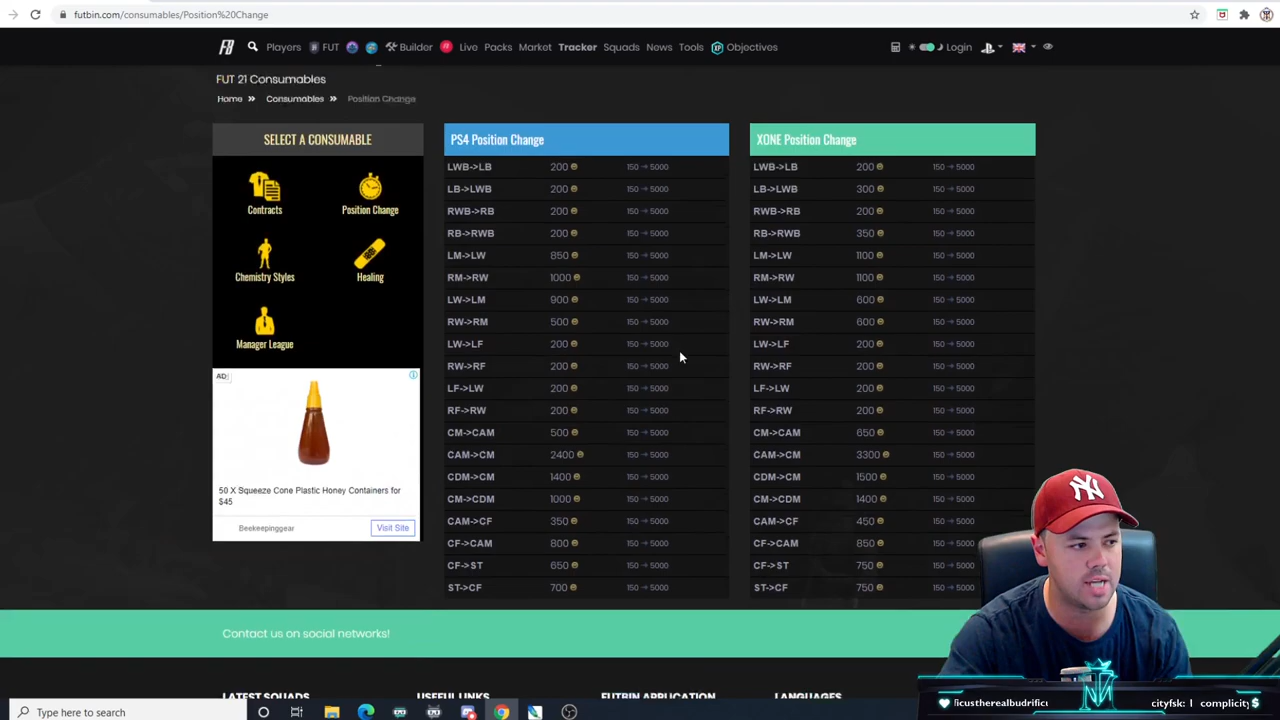 futbin.com/consumables/Position%20Change
FB Players FUT Builder Live Packs Market Tracker Squads News Tools XP Objectives Login
FUT 21 Consumables
Home » Consumables » Position Change
SELECT A CONSUMABLE
Contracts
Position Change
Chemistry Styles
Healing
Manager League
AD
50 X Squeeze Cone Plastic Honey Containers for
$45
Beekeepinggear
Visit Site
PS4 Position Change
LWB->LB 200 150 → 5000
LB->LWB 200 150 → 5000
RWB->RB 200 150 → 5000
RB->RWB 200 150 → 5000
LM->LW 850 150 → 5000
RM->RW 1000 150 → 5000
LW->LM 900 150 → 5000
RW->RM 500 150 → 5000
LW->LF 200 150 → 5000
RW->RF 200 150 → 5000
LF->LW 200 150 → 5000
RF->RW 200 150 → 5000
CM->CAM 500 150 → 5000
CAM->CM 2400 150 → 5000
CDM->CM 1400 150 → 5000
CM->CDM 1000 150 → 5000
CAM->CF 350 150 → 5000
CF->CAM 800 150 → 5000
CF->ST 650 150 → 5000
ST->CF 700 150 → 5000
XONE Position Change
LWB->LB 200 150 → 5000
LB->LWB 300 150 → 5000
RWB->RB 200 150 → 5000
RB->RWB 350 150 → 5000
LM->LW 1100 150 → 5000
RM->RW 1100 150 → 5000
LW->LM 600 150 → 5000
RW->RM 600 150 → 5000
LW->LF 200 150 → 5000
RW->RF 200 150 → 5000
LF->LW 200 150 → 5000
RF->RW 200 150 → 5000
CM->CAM 650 150 → 5000
CAM->CM 3300 150 → 5000
CDM->CM 1500 150 → 5000
CM->CDM 1400 150 → 5000
CAM->CF 450 150 → 5000
CF->CAM 850 150 → 5000
CF->ST 750 150 → 5000
ST->CF 750 150 → 5000
Contact us on social networks!
LATEST SQUADS USEFUL LINKS FUTBIN APPLICATION LANGUAGES
Type here to search
ficustherealbudrificu
cityfsk: 1
complicity